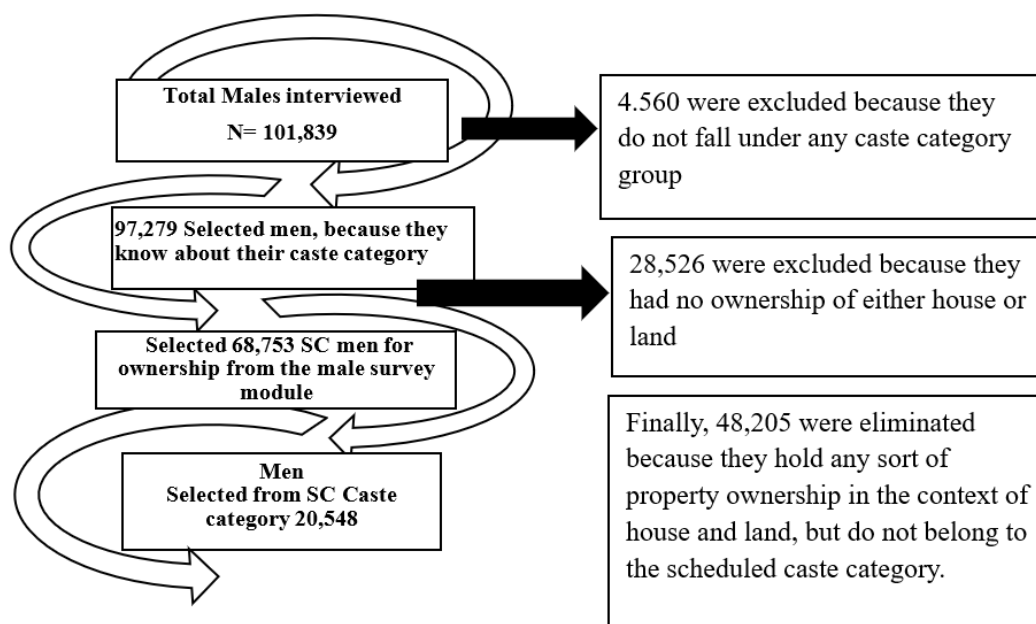 Total Males interviewed
N= 101,839
4.560 were excluded because they
do not fall under any caste category
group
97,279 Selected men, because they
know about their caste category
28,526 were excluded because they
had no ownership of either house or
land
Selected 68,753 SC men for
ownership from the male survey
module
Men
Selected from SC Caste
category 20,548
Finally, 48,205 were eliminated
because they hold any sort of
property ownership in the context of
house and land, but do not belong to
the scheduled caste category.